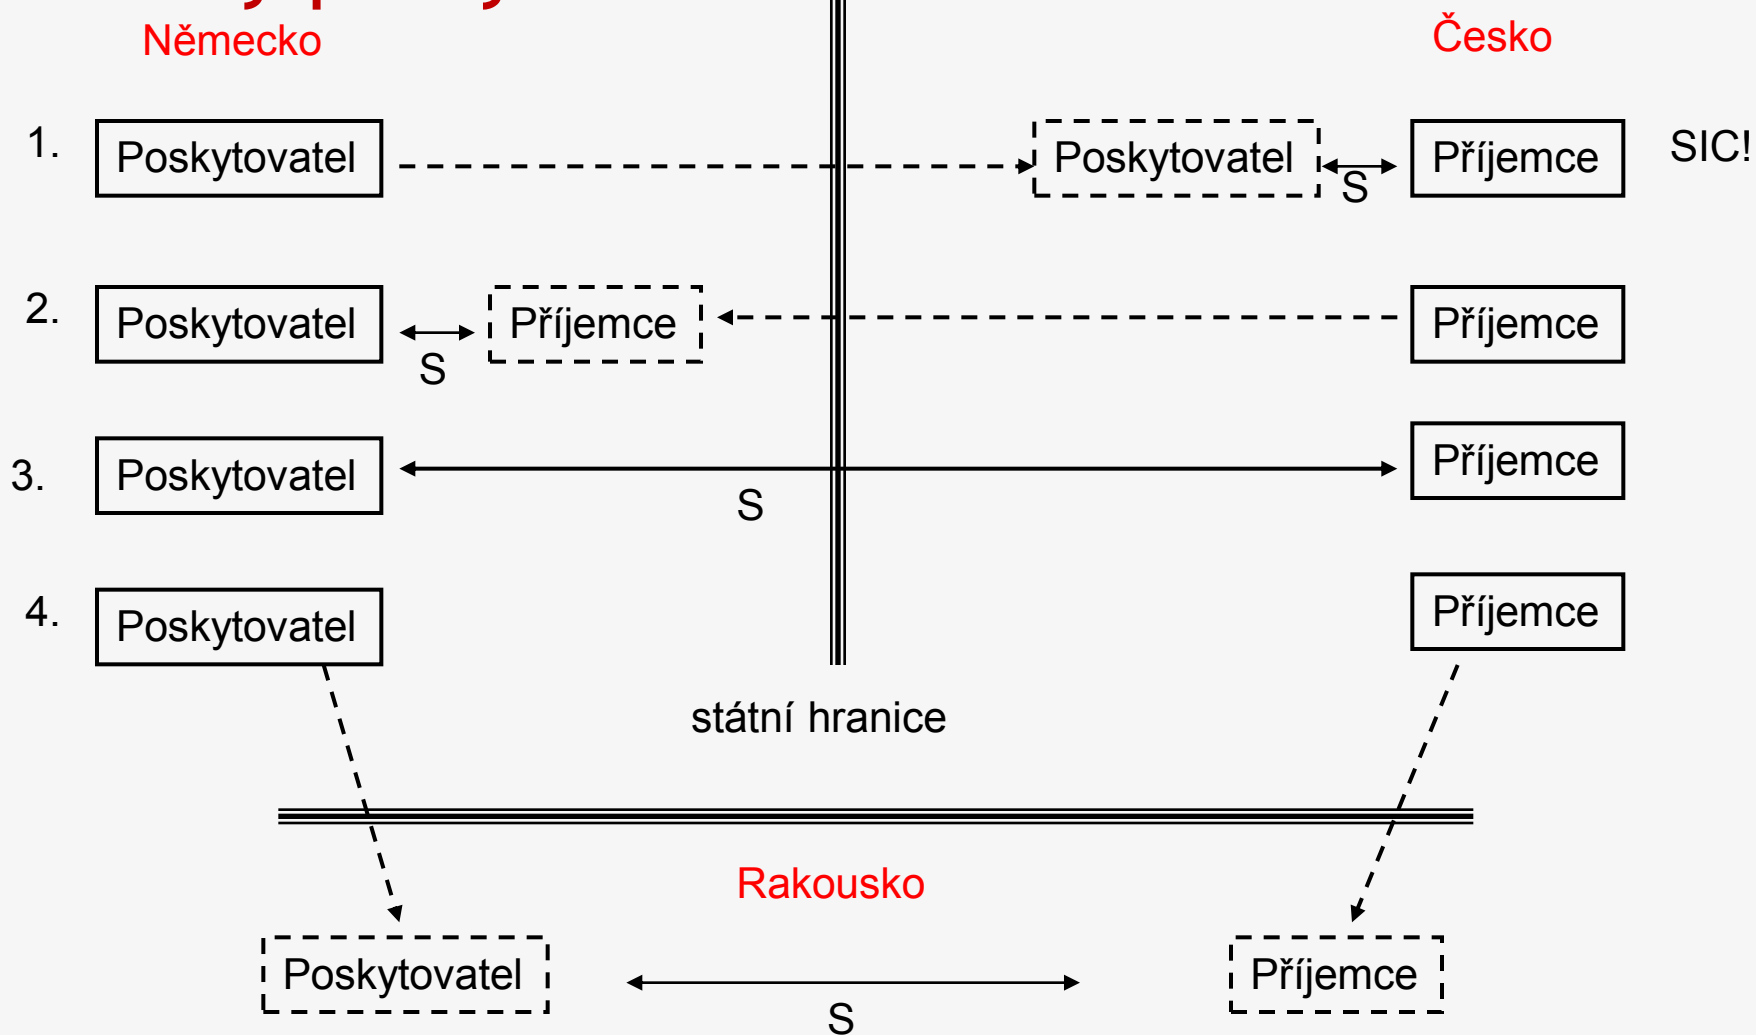 Německo
Česko
1. Poskytovatel Poskytovatel S Příjemce SIC!
2. Poskytovatel S Příjemce Příjemce
3. Poskytovatel S Příjemce
4. Poskytovatel Příjemce
státní hranice
Rakousko
Poskytovatel S Příjemce